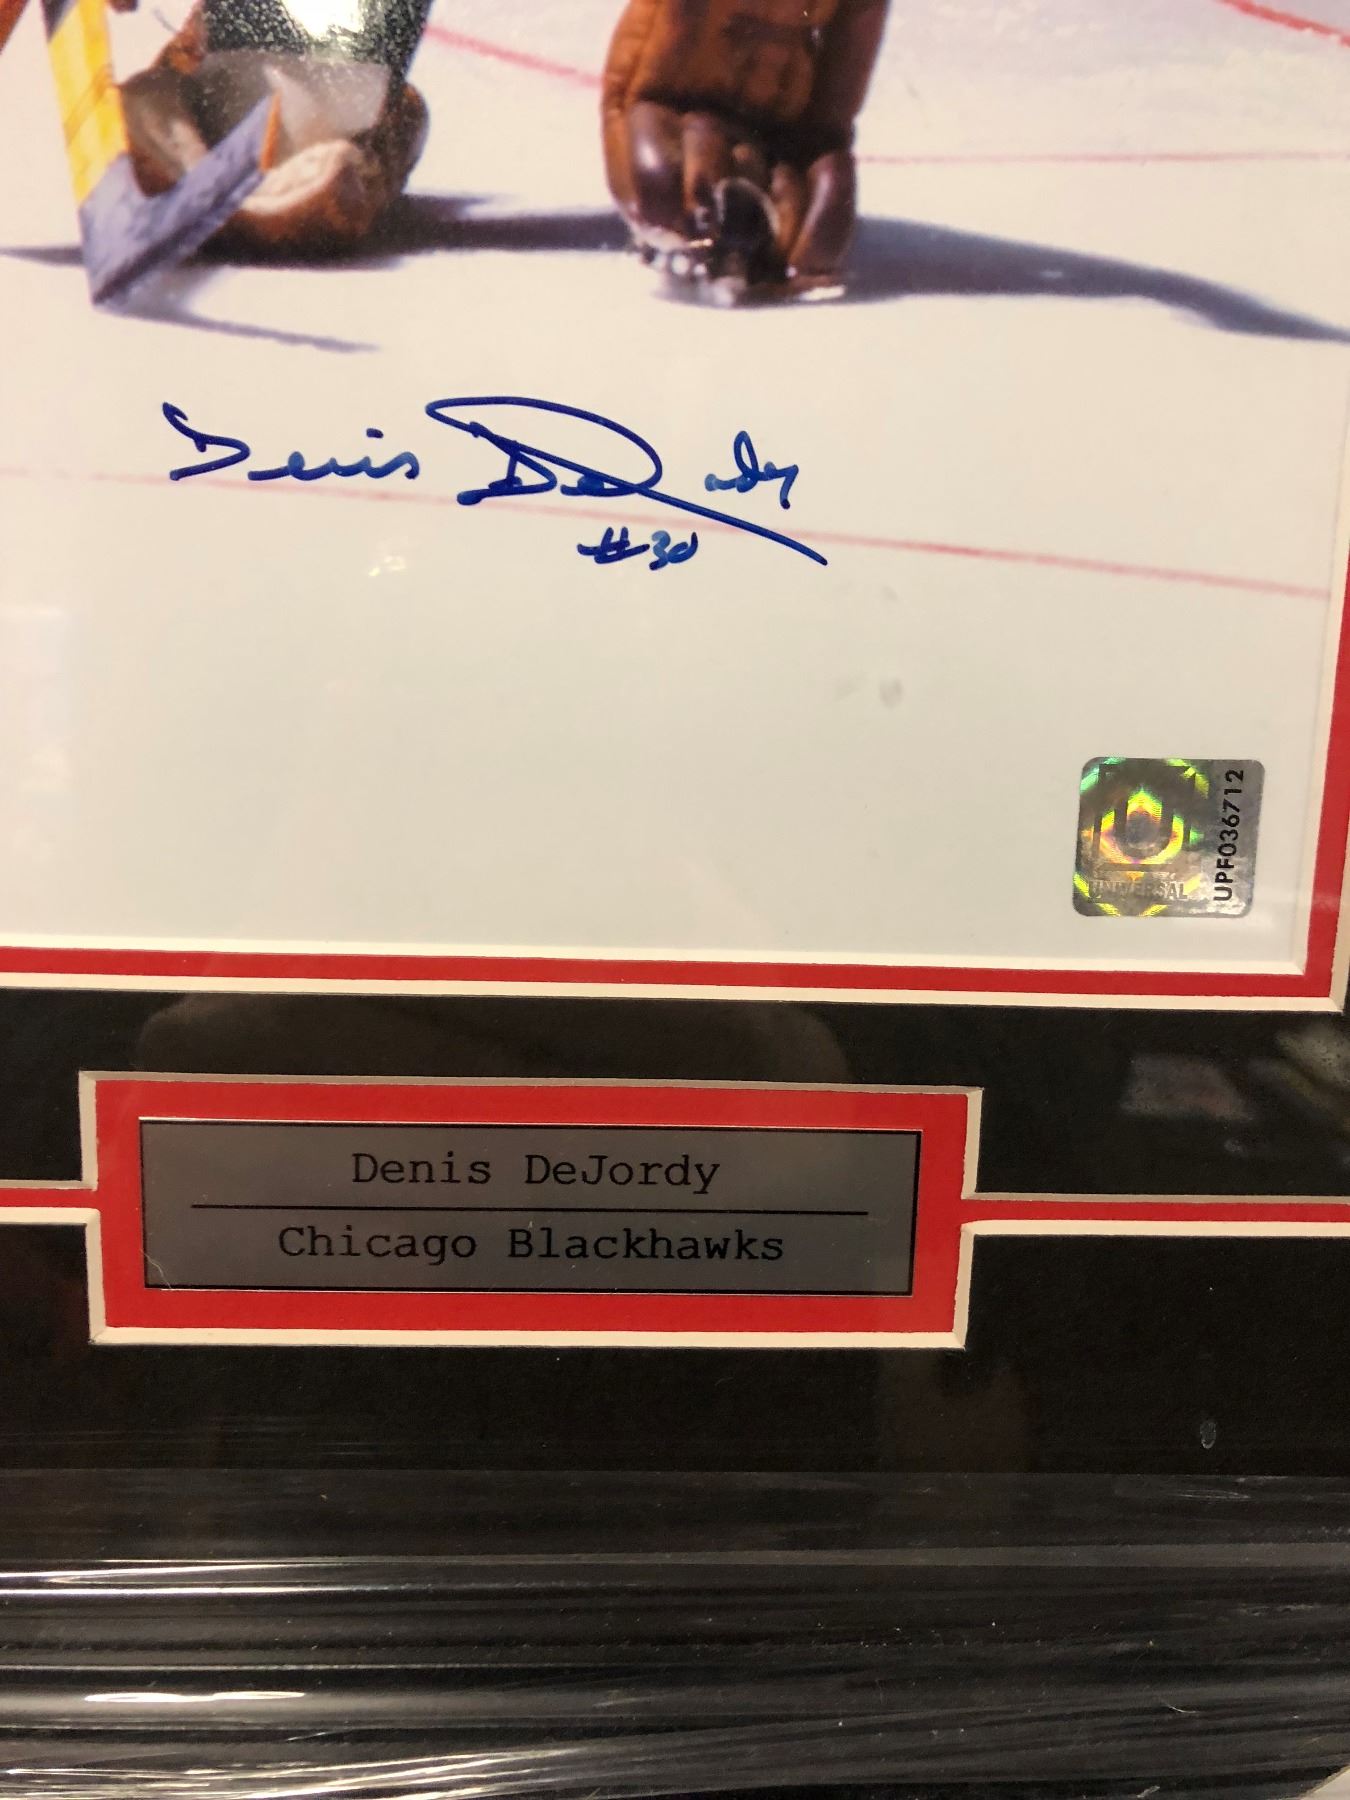 Denis DeJordy
#30
UNIVERSAL
UPF036712
Denis DeJordy
Chicago Blackhawks